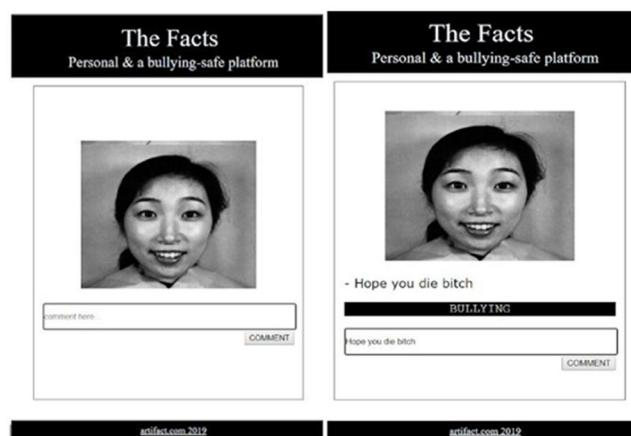 The Facts
Personal & a bullying-safe platform
comment here...
COMMENT
artifact.com 2019
The Facts
Personal & a bullying-safe platform
- Hope you die bitch
BULLYING
Hope you die bitch
COMMENT
artifact.com 2019